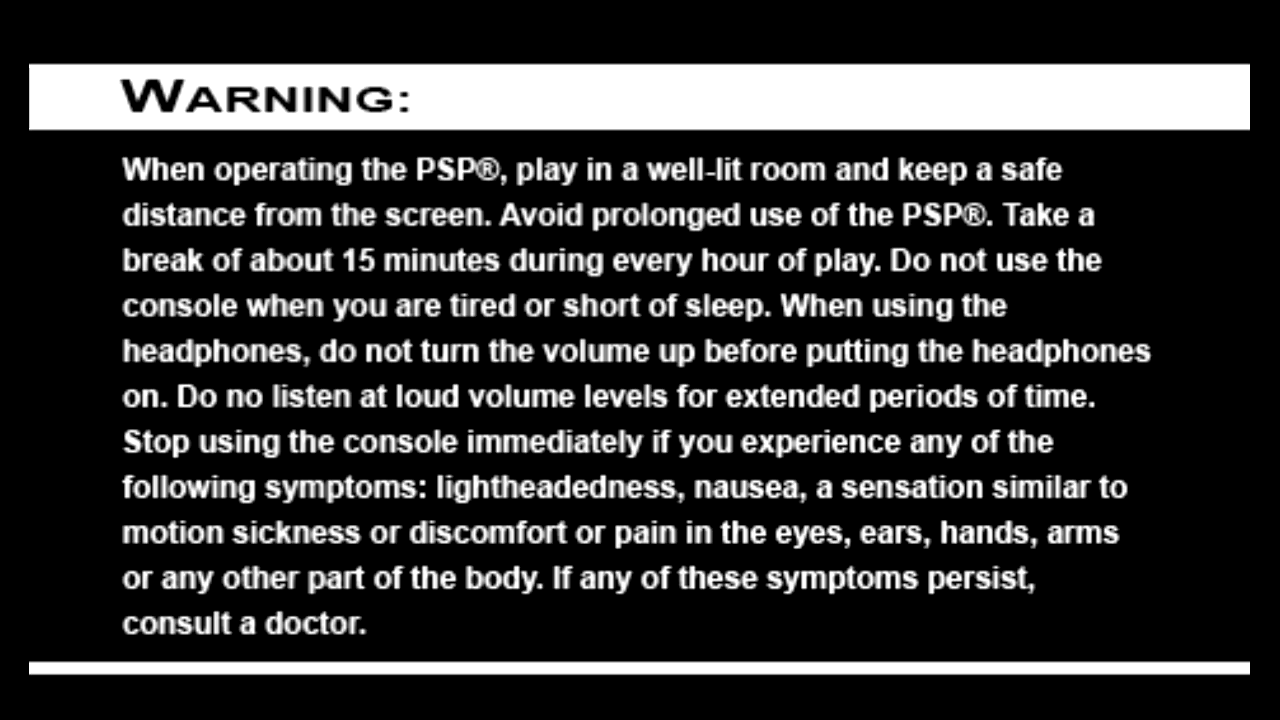 WARNING:
When operating the PSP®, play in a well-lit room and keep a safe
distance from the screen. Avoid prolonged use of the PSP®. Take a
break of about 15 minutes during every hour of play. Do not use the
console when you are tired or short of sleep. When using the
headphones, do not turn the volume up before putting the headphones
on. Do no listen at loud volume levels for extended periods of time.
Stop using the console immediately if you experience any of the
following symptoms: lightheadedness, nausea, a sensation similar to
motion sickness or discomfort or pain in the eyes, ears, hands, arms
or any other part of the body. If any of these symptoms persist,
consult a doctor.